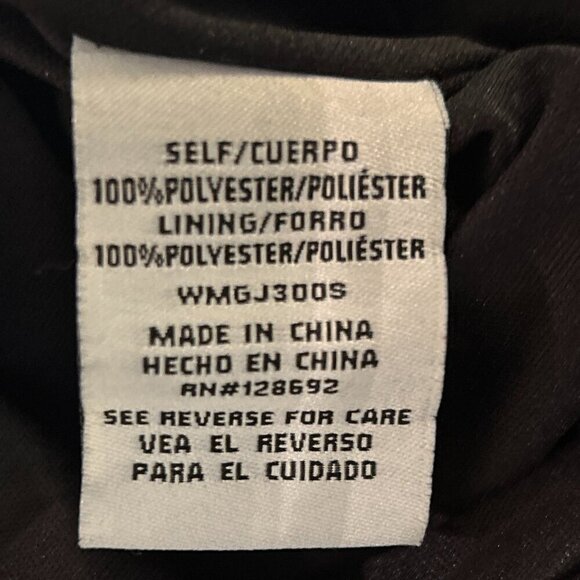 SELF/CUERPO
100%POLYESTER/POLIÉSTER
LINING/FORRO
100%POLYESTER/POLIÉSTER
WMGJ300S
MADE IN CHINA
HECHO EN CHINA
RN#128692
SEE REVERSE FOR CARE
VEA EL REVERSO
PARA EL CUIDADO